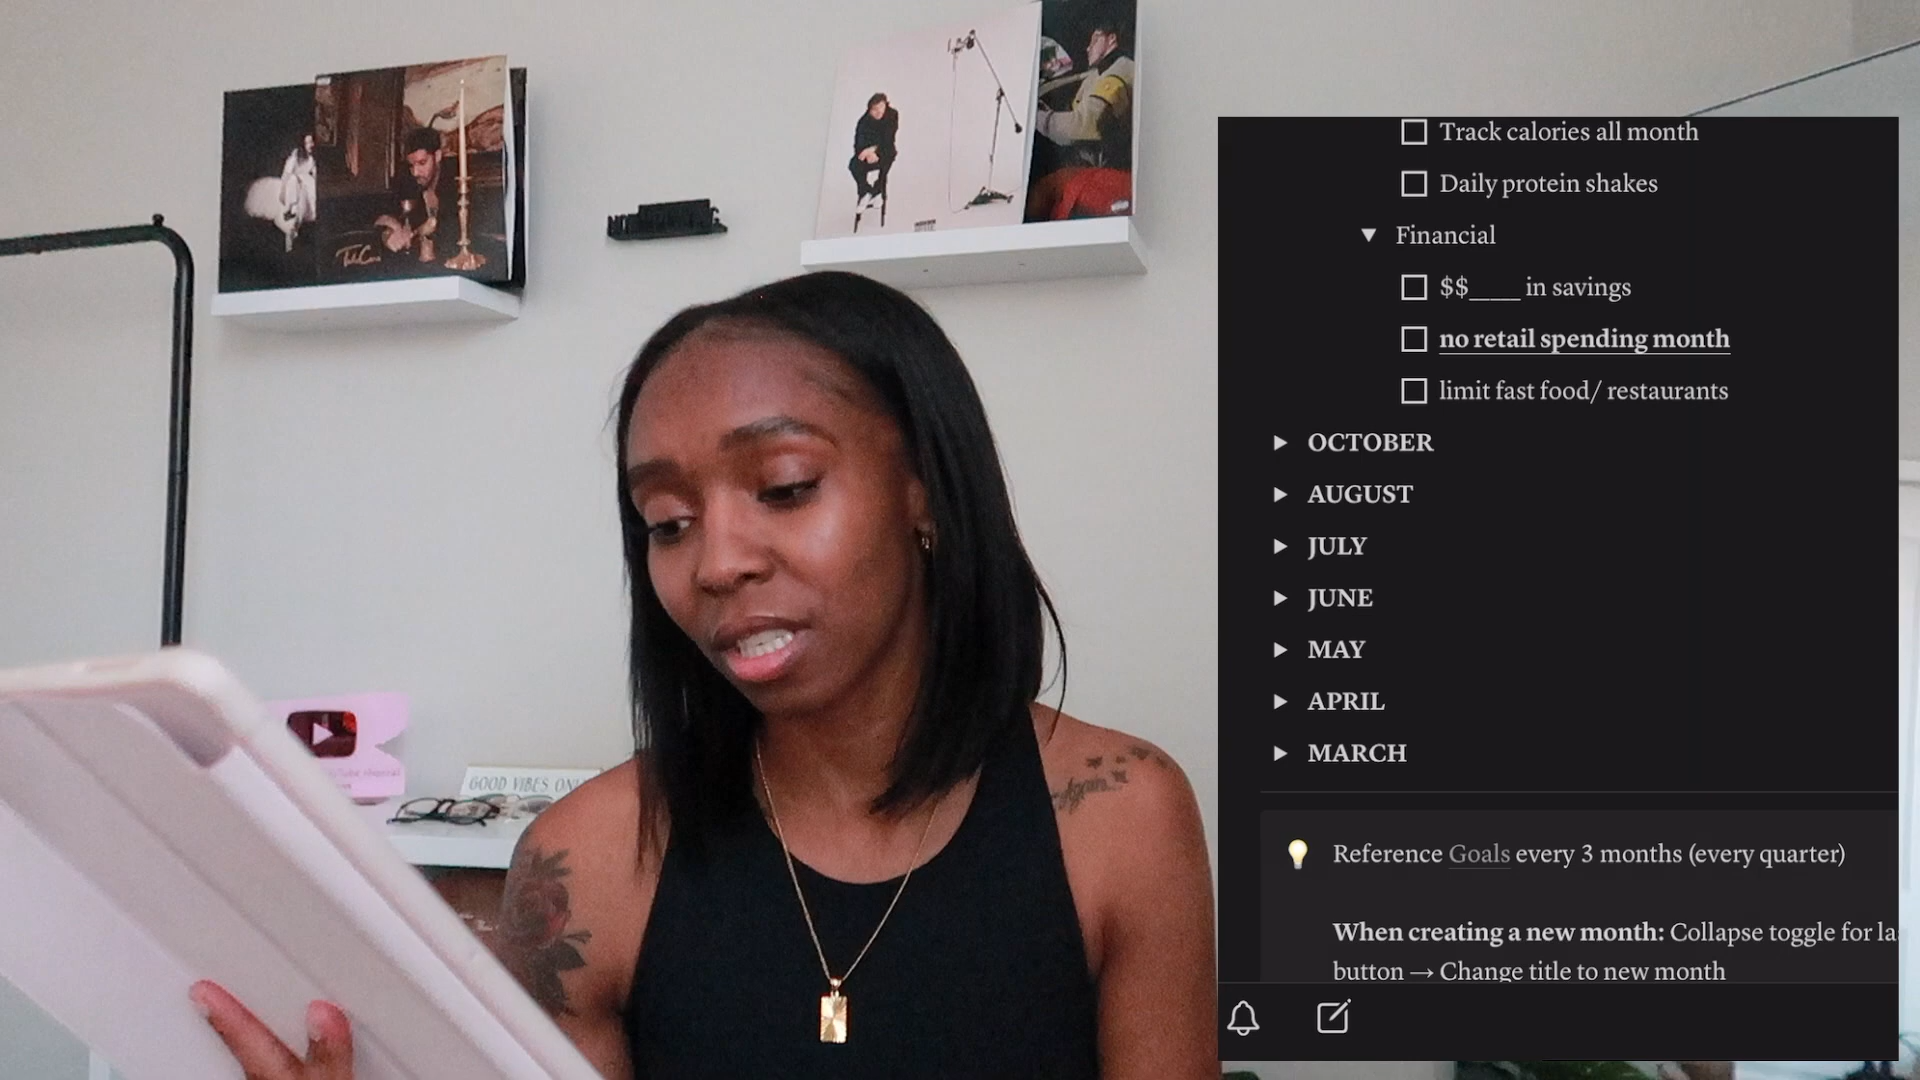 Track calories all month
Daily protein shakes
Financial
$$____ in savings
no retail spending month
limit fast food/ restaurants
OCTOBER
AUGUST
JULY
JUNE
MAY
APRIL
MARCH
Reference Goals every 3 months (every quarter)
When creating a new month: Collapse toggle for
button → Change title to new month
GOOD VIBES